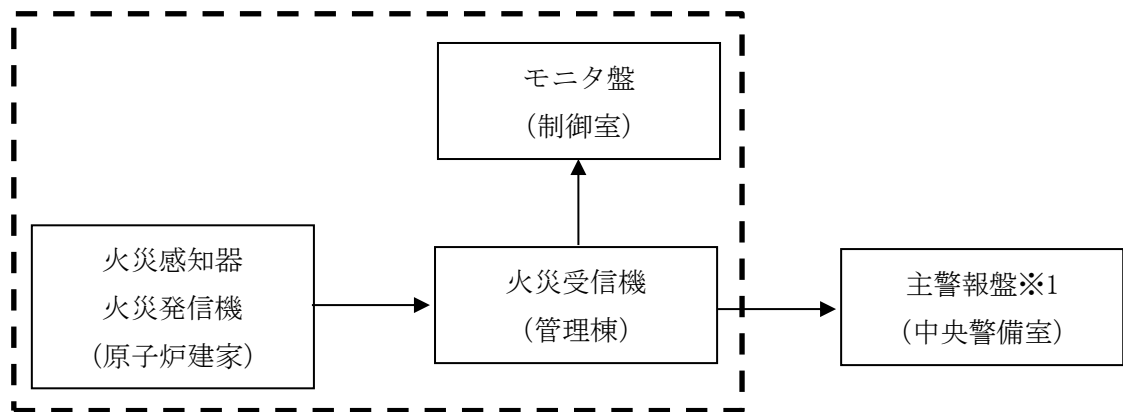 モニタ盤
（制御室）
火災感知器
火災発信機
（原子炉建家）
火災受信機
（管理棟）
主警報盤※1
（中央警備室）